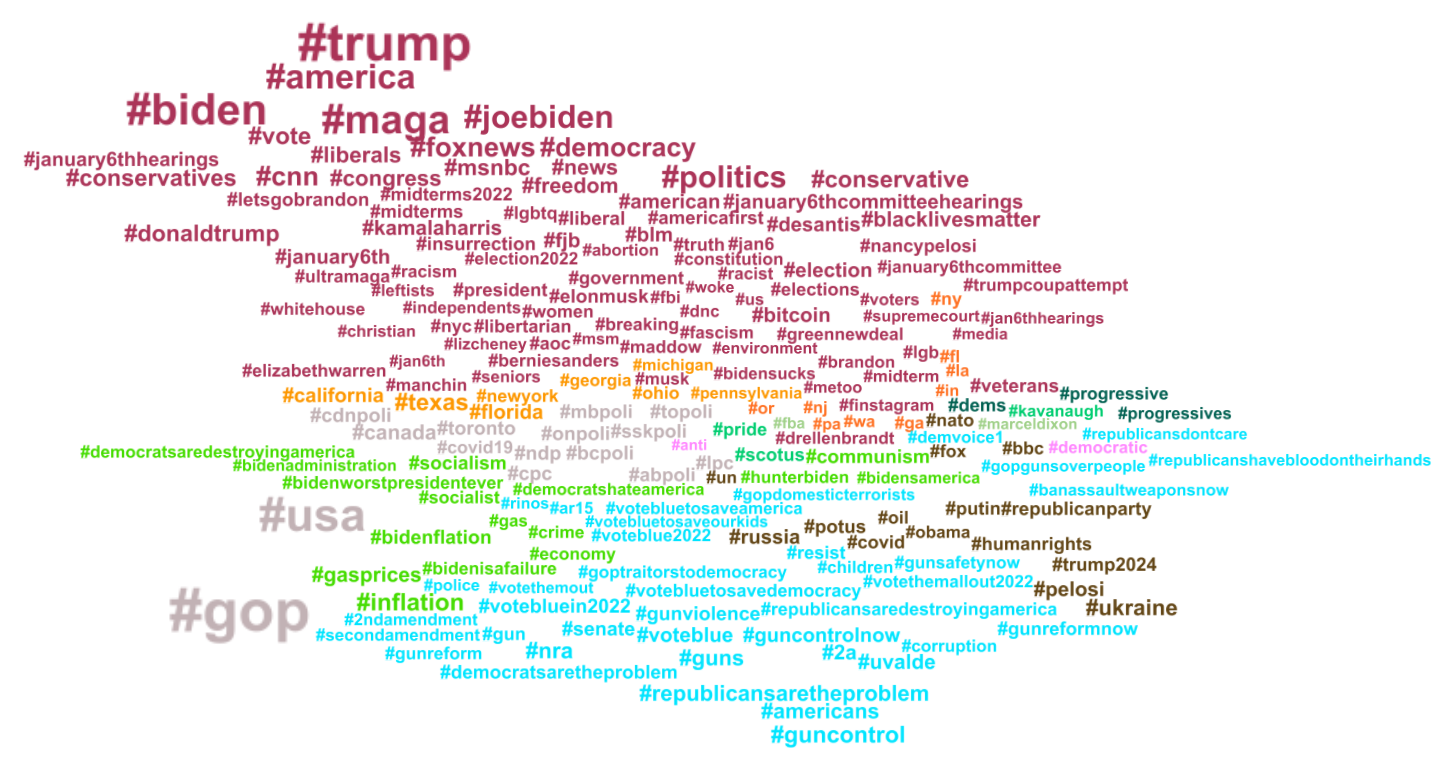 #trump
#america
#biden
#maga #joebiden
#vote
#liberals #foxnews #democracy
#january6thhearings
#conservatives #cnn #congress #msnbc #news #politics #conservative
#letsgobrandon #midterms2022 #freedom
#american #january6thcommitteehearings
#midterms #lgbtq #liberal #americafirst #desantis #blacklivesmatter
#donaldtrump #kamalaharris #blm
#insurrection #fjb #abortion #truth #jan6 #nancypelosi
#january6th #election2022 #constitution
#ultramaga #racism #government #racist #election #january6thcommittee
#leftists #president #elonmusk #fbi #woke #us #elections #voters #ny #trumpcoupattempt
#whitehouse #independents #women #dnc #bitcoin #supremecourt #jan6thhearings
#christian #nyc #libertarian #breaking #fascism #greennewdeal #media
#lizcheney #aoc #msm #maddow #environment #lgb #fl
#elizabethwarren #jan6th #berniesanders #michigan #bidensucks #brandon #la
#manchin #seniors #georgia #musk #metoo #midterm #in #veterans
#california #texas #newyork #ohio #pennsylvania #finstagram #dems #progressive
#cdnpoli #florida #mbpoli #topoli #or #nj #kavanaugh #progressives
#canada #toronto #onpoli #sskpoli #pride #fba #pa #wa #ga #nato #marceldixon
#democratsaredestroyingamerica #covid19 #ndp #bcpoli #anti #drellenbrandt #demvoice1 #republicansdontcare
#bidenadministration #socialism #lpc #scotus #communism #fox #bbc #democratic
#bidenworstpresidentever #cpc #abpoli #un #hunterbiden #bidensamerica #gopgunsoverpeople #republicanshavebloodontheirhands
#socialist #democratshateamerica #gopdomesticterrorists #banassaultweaponsnow
#usa #rinos #ar15 #votebluetosaveamerica #putin #republicanparty
#gas #votebluetosaveourkids #potus #oil
#bidenflation #crime #voteblue2022 #russia #covid #obama #humanrights
#economy #resist
#gasprices #bidenisafailure #goptraitorstodemocracy #children #gunsafetynow #trump2024
#police #votethemout #votebluetosavedemocracy #votethemallout2022 #pelosi
#gop #inflation #votebluein2022 #gunviolence #republicansaredestroyingamerica #ukraine
#2ndamendment #senate #gunreformnow
#secondamendment #gun #voteblue #guncontrolnow #corruption
#gunreform #nra #guns #2a #uvalde
#democratsaretheproblem
#republicansaretheproblem
#americans
#guncontrol